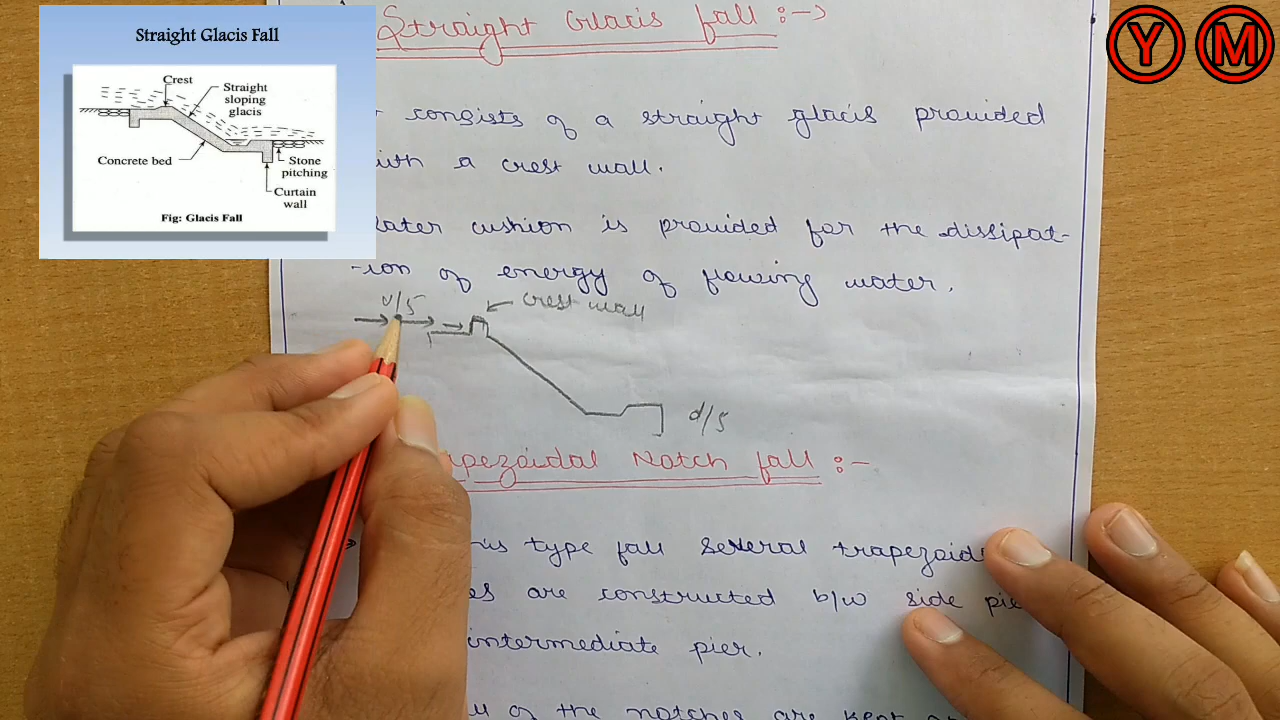 Straight Glacis Fall
Crest
Straight
sloping
glacis
Concrete bed
Stone
pitching
Curtain
wall
Fig: Glacis Fall
Y M
Straight Glacis fall :->
consists of a straight glacis provided
with a crest wall.
water cushion is provided for the dissipat-
-ion of energy of flowing water.
U/S
crest wall
d/s
Trapezoidal Notch fall :-
this type fall several
are constructed b/w side
intermediate pier.
of the notches are kept